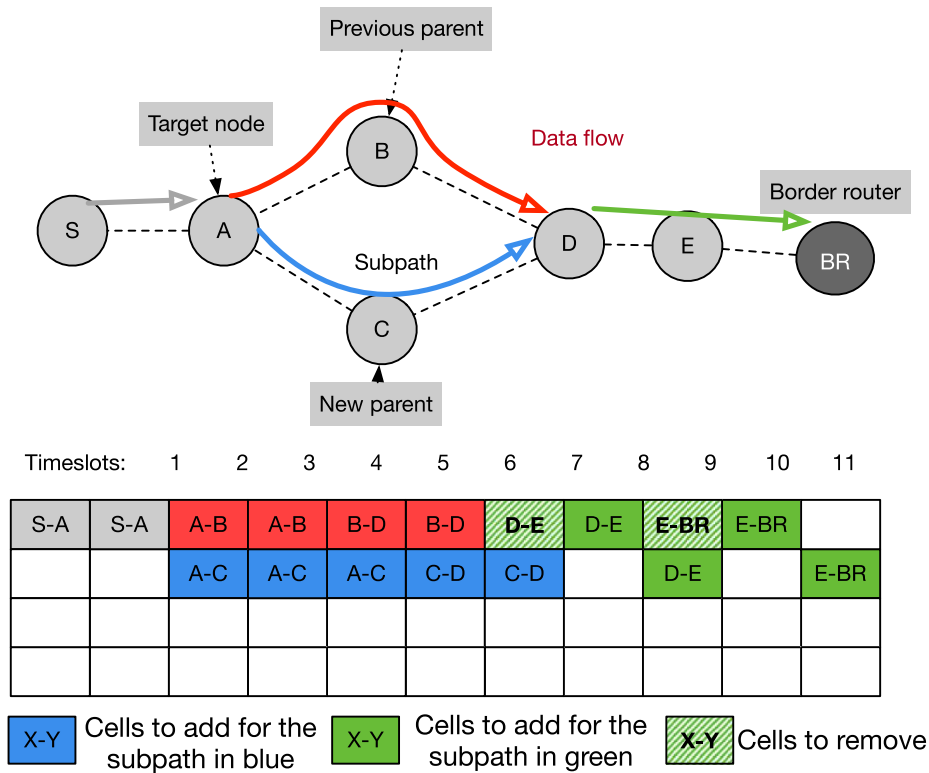 Previous parent
Target node
B
Data flow
Border router
S
A
D
E
BR
Subpath
C
New parent
Timeslots: 1 2 3 4 5 6 7 8 9 10 11
S-A S-A A-B A-B B-D B-D D-E D-E E-BR E-BR
A-C A-C A-C C-D C-D D-E E-BR
X-Y Cells to add for the
subpath in blue
X-Y Cells to add for the
subpath in green
X-Y Cells to remove